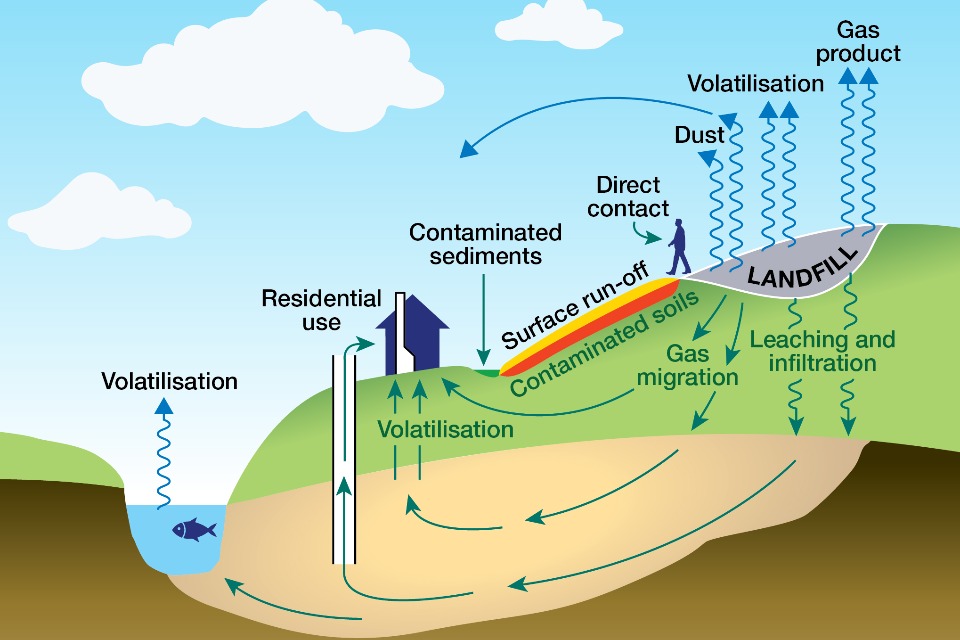 Gas
product
Volatilisation
Dust
Direct
contact
Contaminated
sediments
LANDFILL
Surface run-off
Residential
use
Contaminated soils
Leaching and
infiltration
Gas
migration
Volatilisation
Volatilisation